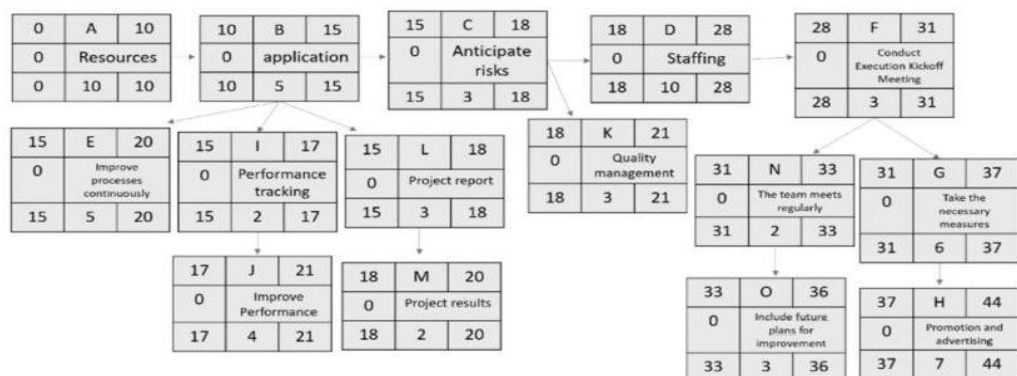 0 A 10
0 Resources
0 10 10
10 B 15
0 application
10 5 15
15 C 18
0 Anticipate
risks
15 3 18
18 D 28
0 Staffing
18 10 28
28 F 31
0 Conduct
Execution Kickoff
Meeting
28 3 31
15 E 20
0 Improve
processes
continuously
15 5 20
15 I 17
0 Performance
tracking
15 2 17
15 L 18
0 Project report
15 3 18
18 K 21
0 Quality
management
18 3 21
31 N 33
0 The team meets
regularly
31 2 33
31 G 37
0 Take the
necessary
measures
31 6 37
17 J 21
0 Improve
Performance
17 4 21
18 M 20
0 Project results
18 2 20
33 O 36
0 Include future
plans for
improvement
33 3 36
37 H 44
0 Promotion and
advertising
37 7 44